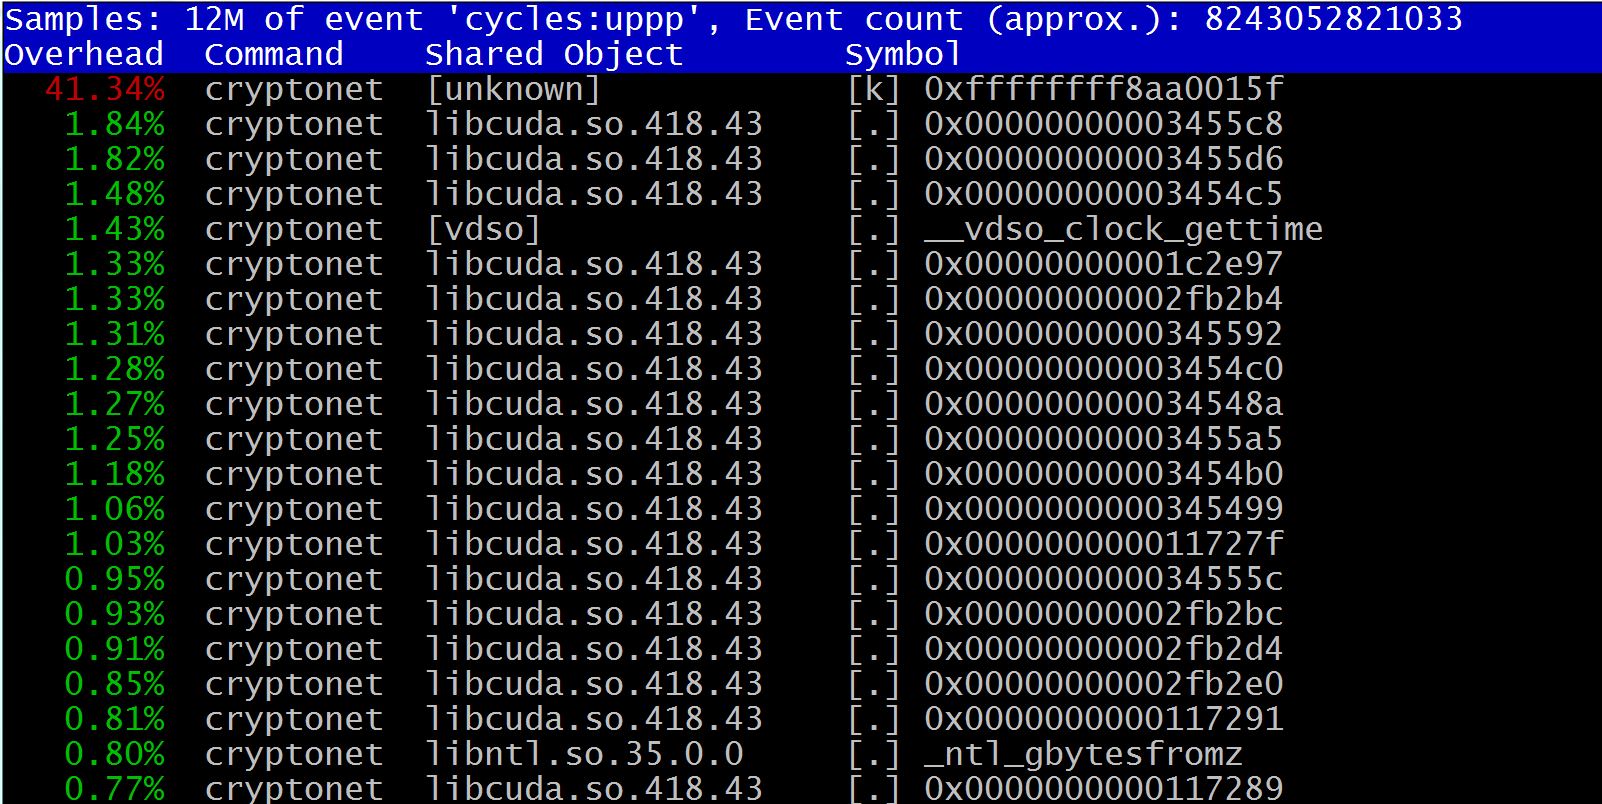 Samples: 12M of event 'cycles:uppp', Event count (approx.): 8243052821033
Overhead  Command   Shared Object        Symbol
41.34%  cryptonet  [unknown]            [k] 0xffffffff8aa0015f
1.84%  cryptonet  libcuda.so.418.43    [.] 0x00000000003455c8
1.82%  cryptonet  libcuda.so.418.43    [.] 0x00000000003455d6
1.48%  cryptonet  libcuda.so.418.43    [.] 0x00000000003454c5
1.43%  cryptonet  [vdso]               [.] __vdso_clock_gettime
1.33%  cryptonet  libcuda.so.418.43    [.] 0x00000000001c2e97
1.33%  cryptonet  libcuda.so.418.43    [.] 0x00000000002fb2b4
1.31%  cryptonet  libcuda.so.418.43    [.] 0x0000000000345592
1.28%  cryptonet  libcuda.so.418.43    [.] 0x00000000003454c0
1.27%  cryptonet  libcuda.so.418.43    [.] 0x000000000034548a
1.25%  cryptonet  libcuda.so.418.43    [.] 0x00000000003455a5
1.18%  cryptonet  libcuda.so.418.43    [.] 0x00000000003454b0
1.06%  cryptonet  libcuda.so.418.43    [.] 0x0000000000345499
1.03%  cryptonet  libcuda.so.418.43    [.] 0x000000000011727f
0.95%  cryptonet  libcuda.so.418.43    [.] 0x000000000034555c
0.93%  cryptonet  libcuda.so.418.43    [.] 0x00000000002fb2bc
0.91%  cryptonet  libcuda.so.418.43    [.] 0x00000000002fb2d4
0.85%  cryptonet  libcuda.so.418.43    [.] 0x00000000002fb2e0
0.81%  cryptonet  libcuda.so.418.43    [.] 0x0000000000117291
0.80%  cryptonet  libntl.so.35.0.0     [.] _ntl_gbytesfromz
0.77%  cryptonet  libcuda.so.418.43    [.] 0x0000000000117289